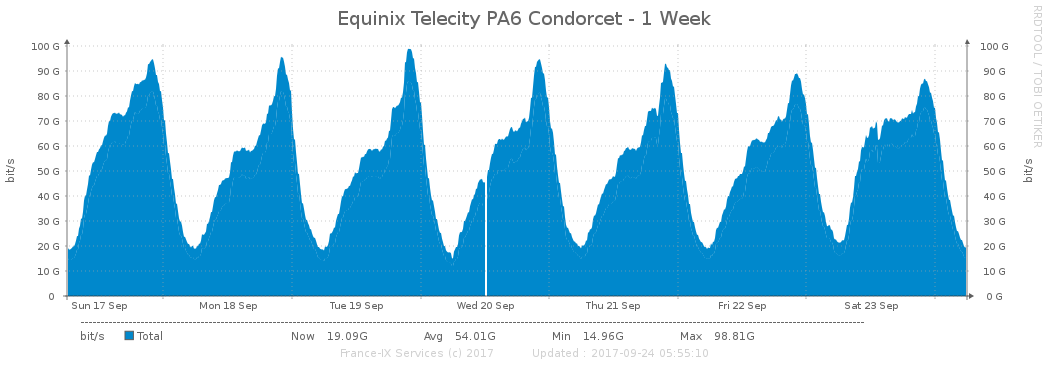 Equinix Telecity PA6 Condorcet - 1 Week
RRDTOOL / TOBI OETIKER
bit/s
100 G
90 G
80 G
70 G
60 G
50 G
40 G
30 G
20 G
10 G
0
100 G
90 G
80 G
70 G
60 G
50 G
40 G
30 G
20 G
10 G
0 G
bit/s
Sun 17 Sep Mon 18 Sep Tue 19 Sep Wed 20 Sep Thu 21 Sep Fri 22 Sep Sat 23 Sep
bit/s Total Now 19.09G Avg 54.01G Min 14.96G Max 98.81G
France-IX Services (c) 2017 Updated : 2017-09-24 05:55:10